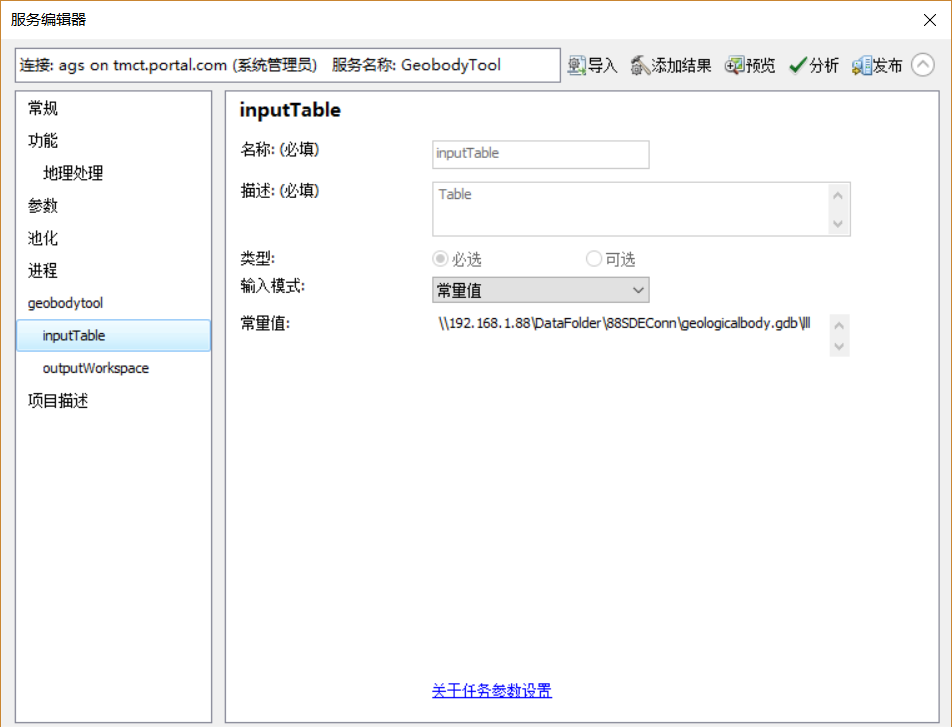 服务编辑器
连接: ags on tmct.portal.com (系统管理员) 服务名称: GeobodyTool
导入 添加结果 预览 分析 发布
常规
功能
地理处理
参数
池化
进程
geobodytool
inputTable
outputWorkspace
项目描述
inputTable
名称: (必填) inputTable
描述: (必填) Table
类型: 必选 可选
输入模式: 常量值
常量值: \\192.168.1.88\DataFolder\88SDEConn\geologicalbody.gdb\lll
关于任务参数设置